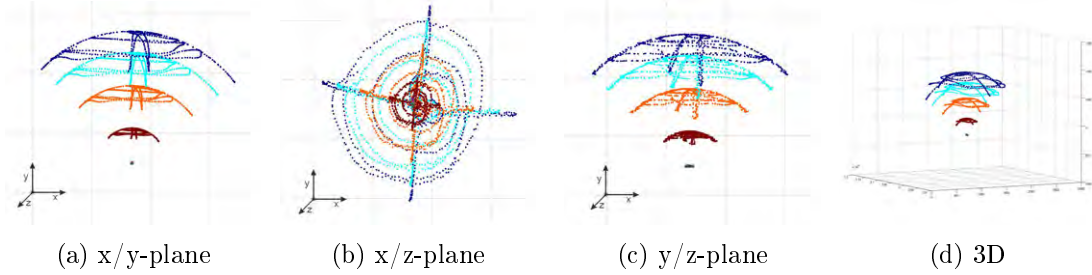 y
x
z
y
x
z
y
x
z
(a) x/y-plane
(b) x/z-plane
(c) y/z-plane
(d) 3D